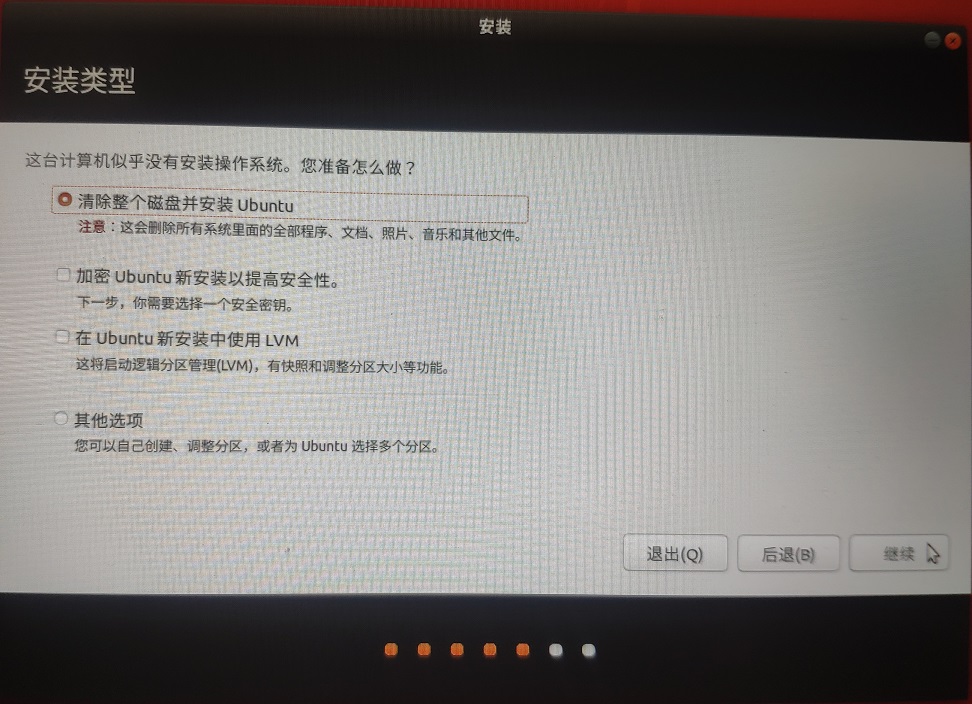 安装
安装类型
这台计算机似乎没有安装操作系统。您准备怎么做？
清除整个磁盘并安装 Ubuntu
注意：这会删除所有系统里面的全部程序、文档、照片、音乐和其他文件。
加密 Ubuntu 新安装以提高安全性。
下一步，你需要选择一个安全密钥。
在 Ubuntu 新安装中使用 LVM
这将启动逻辑分区管理(LVM)，有快照和调整分区大小等功能。
其他选项
您可以自己创建、调整分区，或者为 Ubuntu 选择多个分区。
退出(Q) 后退(B) 继续